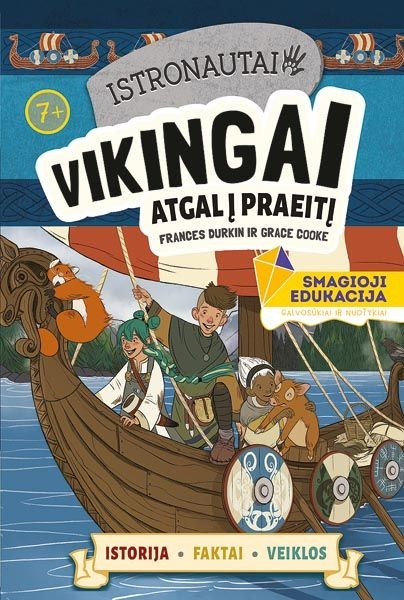 ISTRONAUTAI
7+
VIKINGAI
ATGAL Į PRAEITĮ
FRANCES DURKIN IR GRACE COOKE
SMAGIOJI
EDUKACIJA
GALVOSŪKIAI IR NUOTYKIAI
ISTORIJA • FAKTAI • VEIKLOS